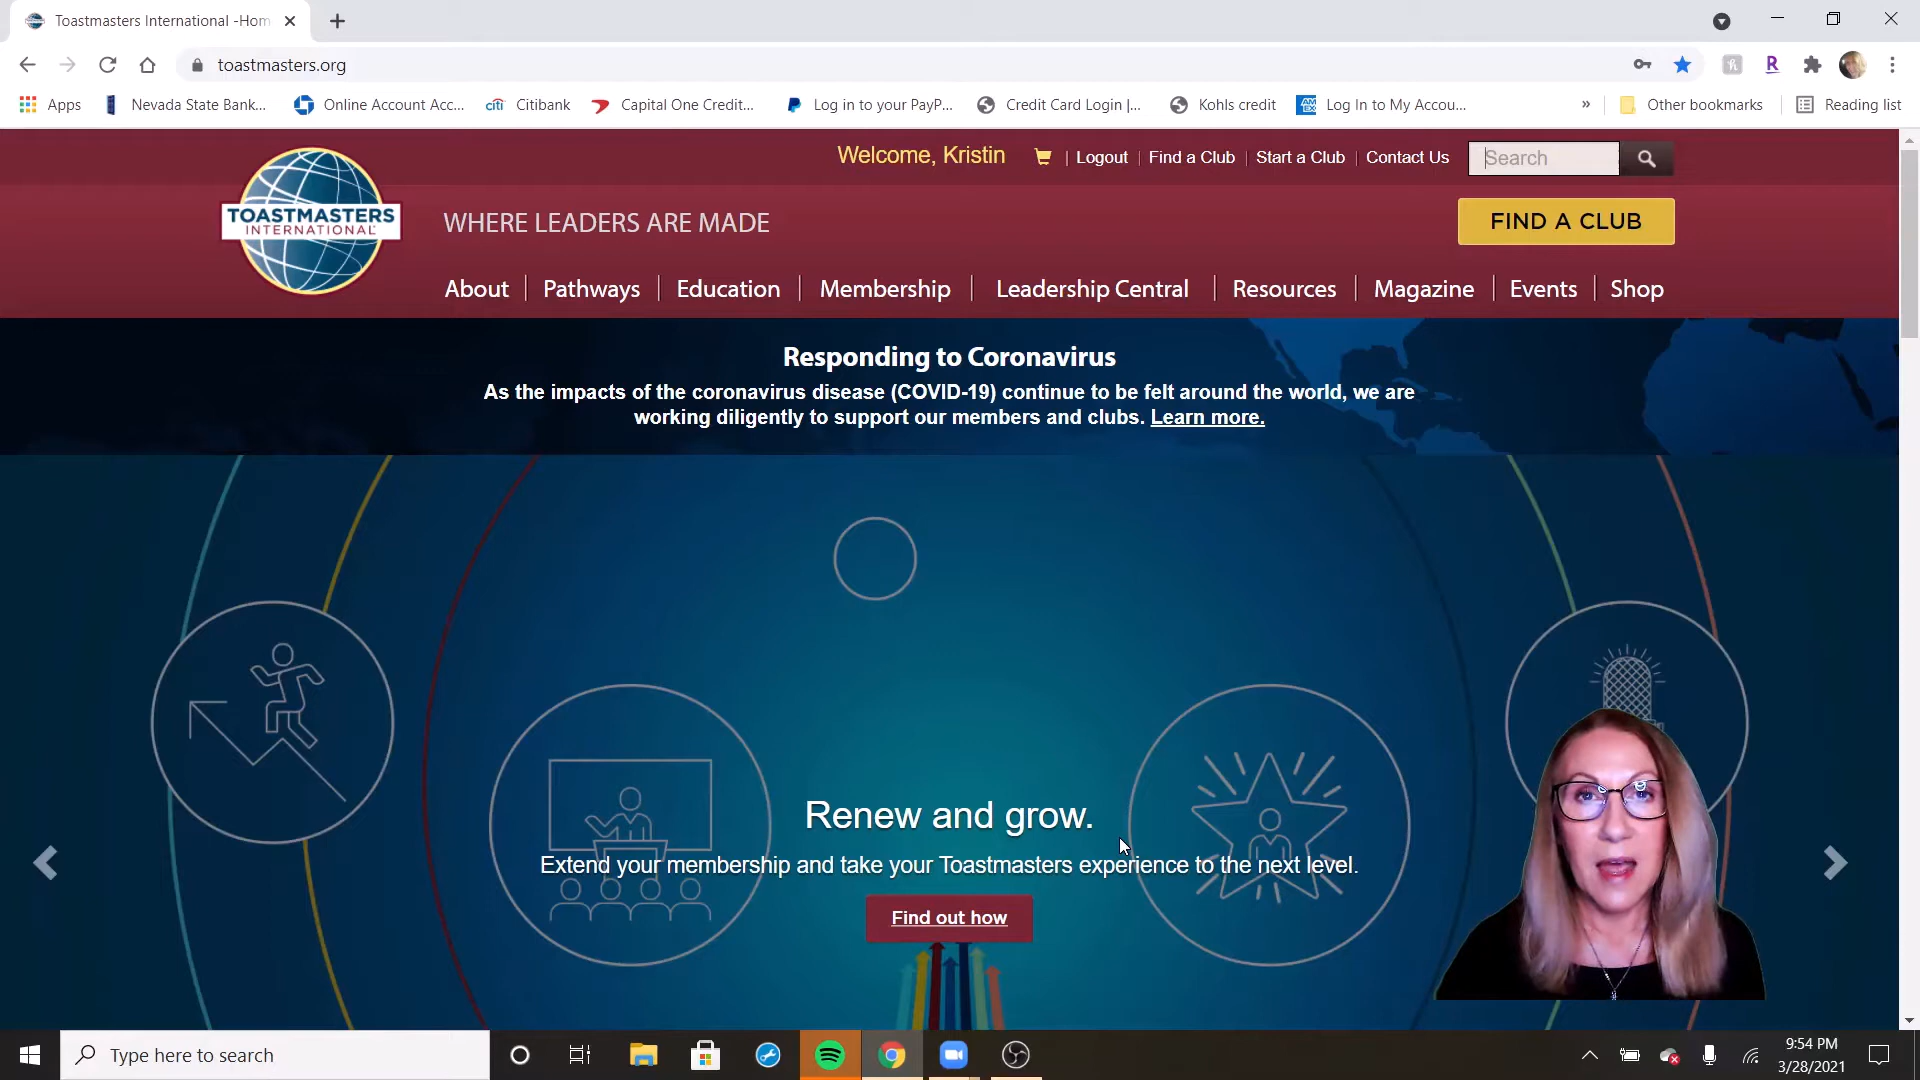 Toastmasters International -Hom
toastmasters.org
Apps
Nevada State Bank...
Online Account Acc...
citi Citibank
Capital One Credit...
Log in to your PayP...
Credit Card Login |...
Kohls credit
AM EX Log In to My Accou...
»
Other bookmarks
Reading list
Welcome, Kristin
Logout
Find a Club
Start a Club
Contact Us
Search
TOASTMASTERS
INTERNATIONAL
WHERE LEADERS ARE MADE
FIND A CLUB
About
Pathways
Education
Membership
Leadership Central
Resources
Magazine
Events
Shop
Responding to Coronavirus
As the impacts of the coronavirus disease (COVID-19) continue to be felt around the world, we are
working diligently to support our members and clubs. Learn more.
Renew and grow.
Extend your membership and take your Toastmasters experience to the next level.
Find out how
Type here to search
9:54 PM
3/28/2021